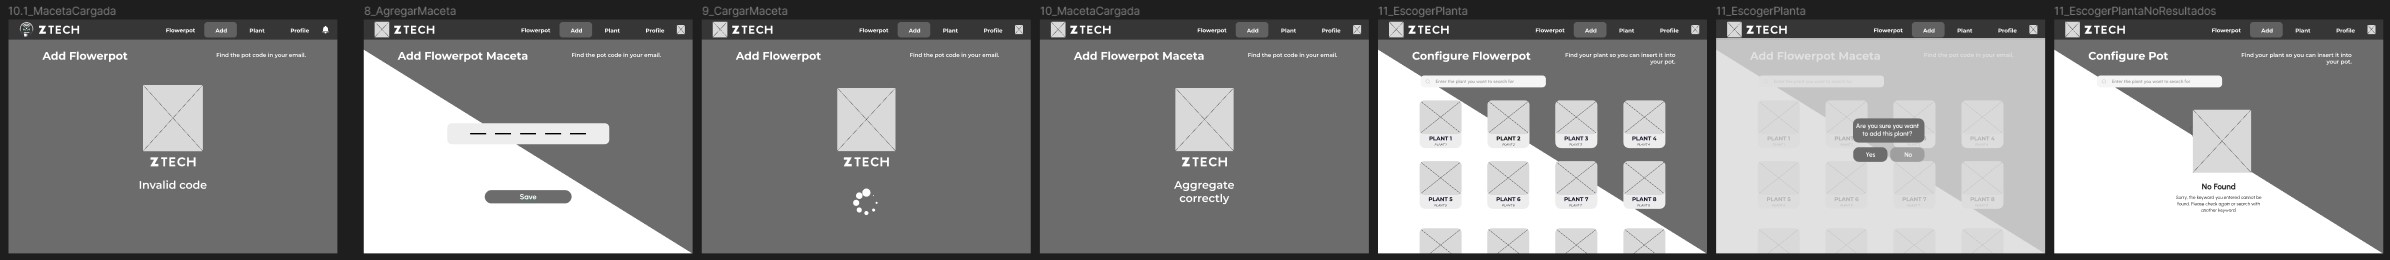 10.1_MacetaCargada
ZTECH
Flowerpot Add Plant Profile
Add Flowerpot
Find the pot code in your email.
ZTECH
Invalid code
8_AgregarMaceta
ZTECH
Flowerpot Add Plant Profile
Add Flowerpot Maceta
Find the pot code in your email.
Save
9_CargarMaceta
ZTECH
Flowerpot Add Plant Profile
Add Flowerpot
Find the pot code in your email.
ZTECH
10_MacetaCargada
ZTECH
Flowerpot Add Plant Profile
Add Flowerpot Maceta
Find the pot code in your email.
ZTECH
Aggregate
correctly
11_EscogerPlanta
ZTECH
Flowerpot Add Plant Profile
Configure Flowerpot
Find your plant so you can insert it into
your pot.
Enter the plant you want to search for
PLANT 1 PLANT 2 PLANT 3 PLANT 4
PLANT 5 PLANT 6 PLANT 7 PLANT 8
11_EscogerPlanta
ZTECH
Flowerpot Add Plant Profile
Add Flowerpot Maceta
Find the pot code in your email.
Enter the plant you want to search for
Are you sure you want
to add this plant?
Yes No
11_EscogerPlantaNoResultados
ZTECH
Flowerpot Add Plant Profile
Configure Pot
Find your plant so you can insert it into
your pot.
Enter the plant you want to search for
No Found
Sorry, the keyword you entered cannot be
found. Please check again or search with
another keyword.